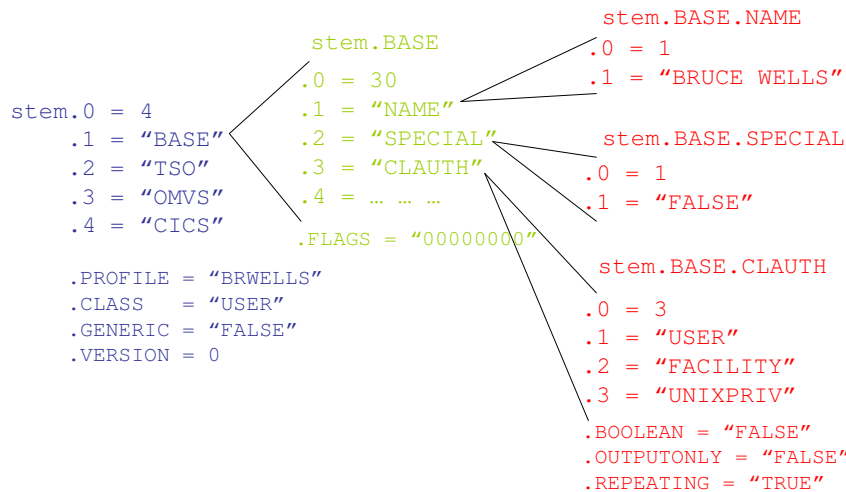 stem.0 = 4
.1 = “BASE”
.2 = “TSO”
.3 = “OMVS”
.4 = “CICS”
.PROFILE = “BRWELLS”
.CLASS   = “USER”
.GENERIC = “FALSE”
.VERSION = 0
stem.BASE
.0 = 30
.1 = “NAME”
.2 = “SPECIAL”
.3 = “CLAUTH”
.4 = … … …
.FLAGS = “00000000”
stem.BASE.NAME
.0 = 1
.1 = “BRUCE WELLS”
stem.BASE.SPECIAL
.0 = 1
.1 = “FALSE”
stem.BASE.CLAUTH
.0 = 3
.1 = “USER”
.2 = “FACILITY”
.3 = “UNIXPRIV”
.BOOLEAN = “FALSE”
.OUTPUTONLY = “FALSE”
.REPEATING = “TRUE”